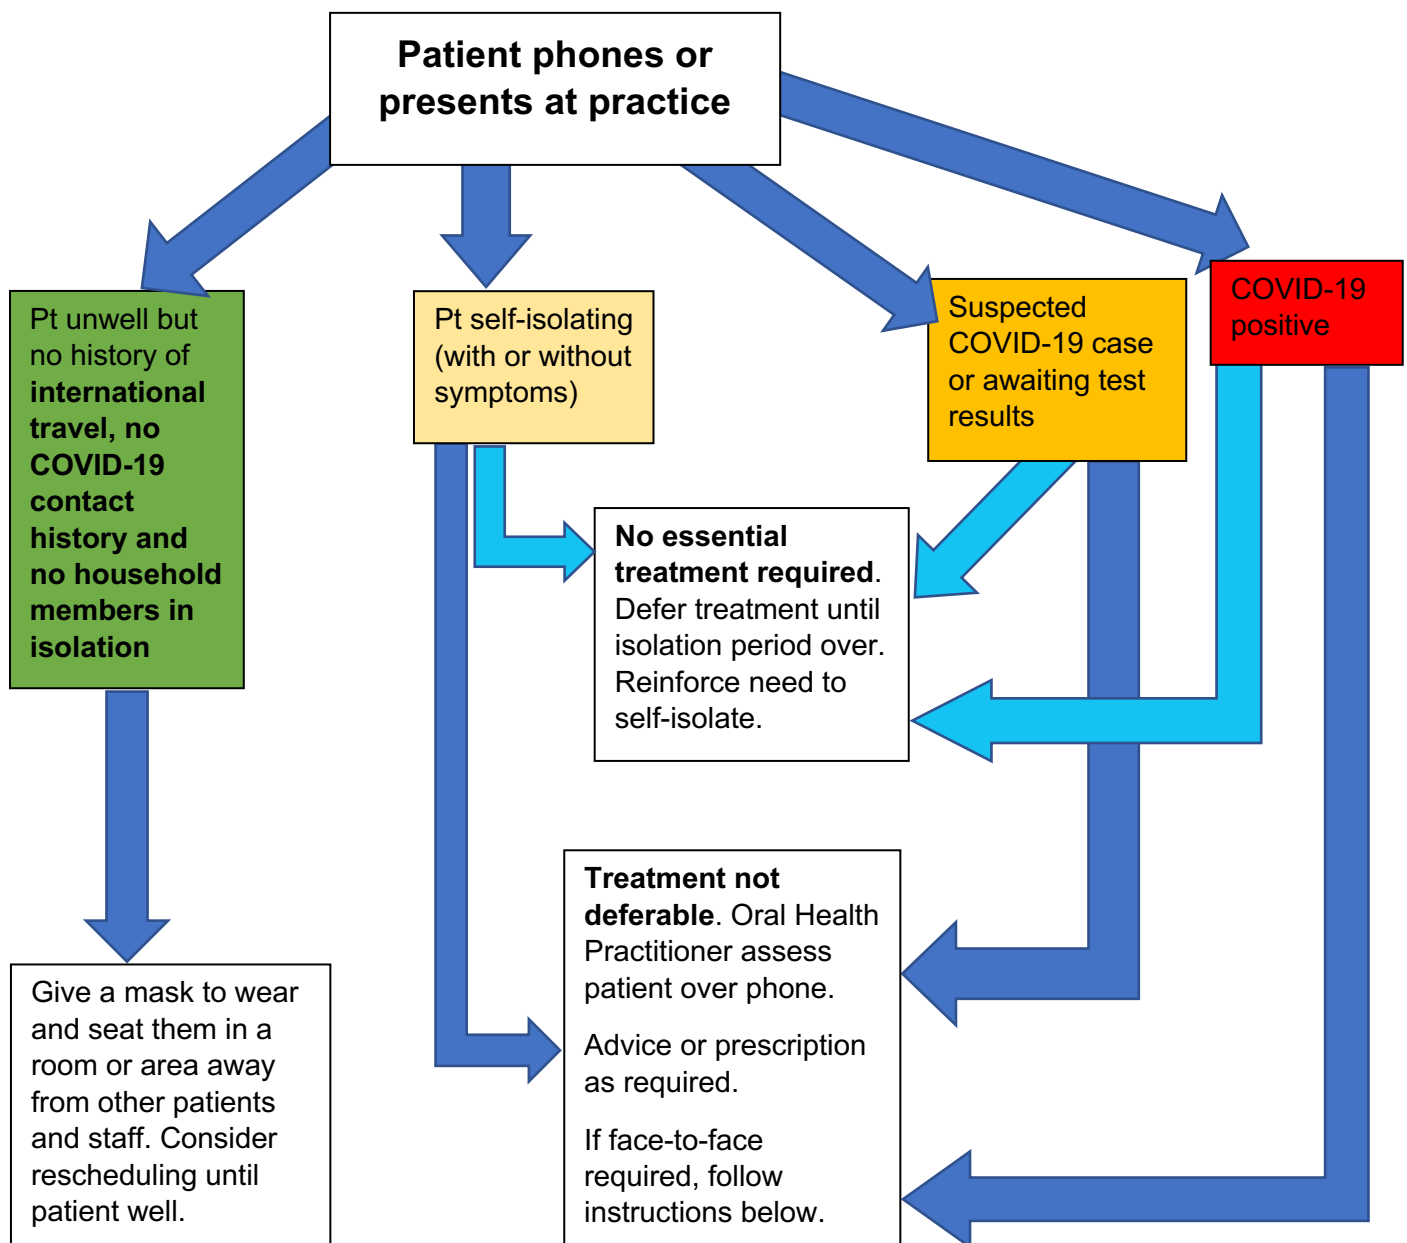 Patient phones or
presents at practice
Pt unwell but
no history of
international
travel, no
COVID-19
contact
history and
no household
members in
isolation
Pt self-isolating
(with or without
symptoms)
Suspected
COVID-19 case
or awaiting test
results
COVID-19
positive
No essential
treatment required.
Defer treatment until
isolation period over.
Reinforce need to
self-isolate.
Treatment not
deferable. Oral Health
Practitioner assess
patient over phone.
Advice or prescription
as required.
If face-to-face
required, follow
instructions below.
Give a mask to wear
and seat them in a
room or area away
from other patients
and staff. Consider
rescheduling until
patient well.